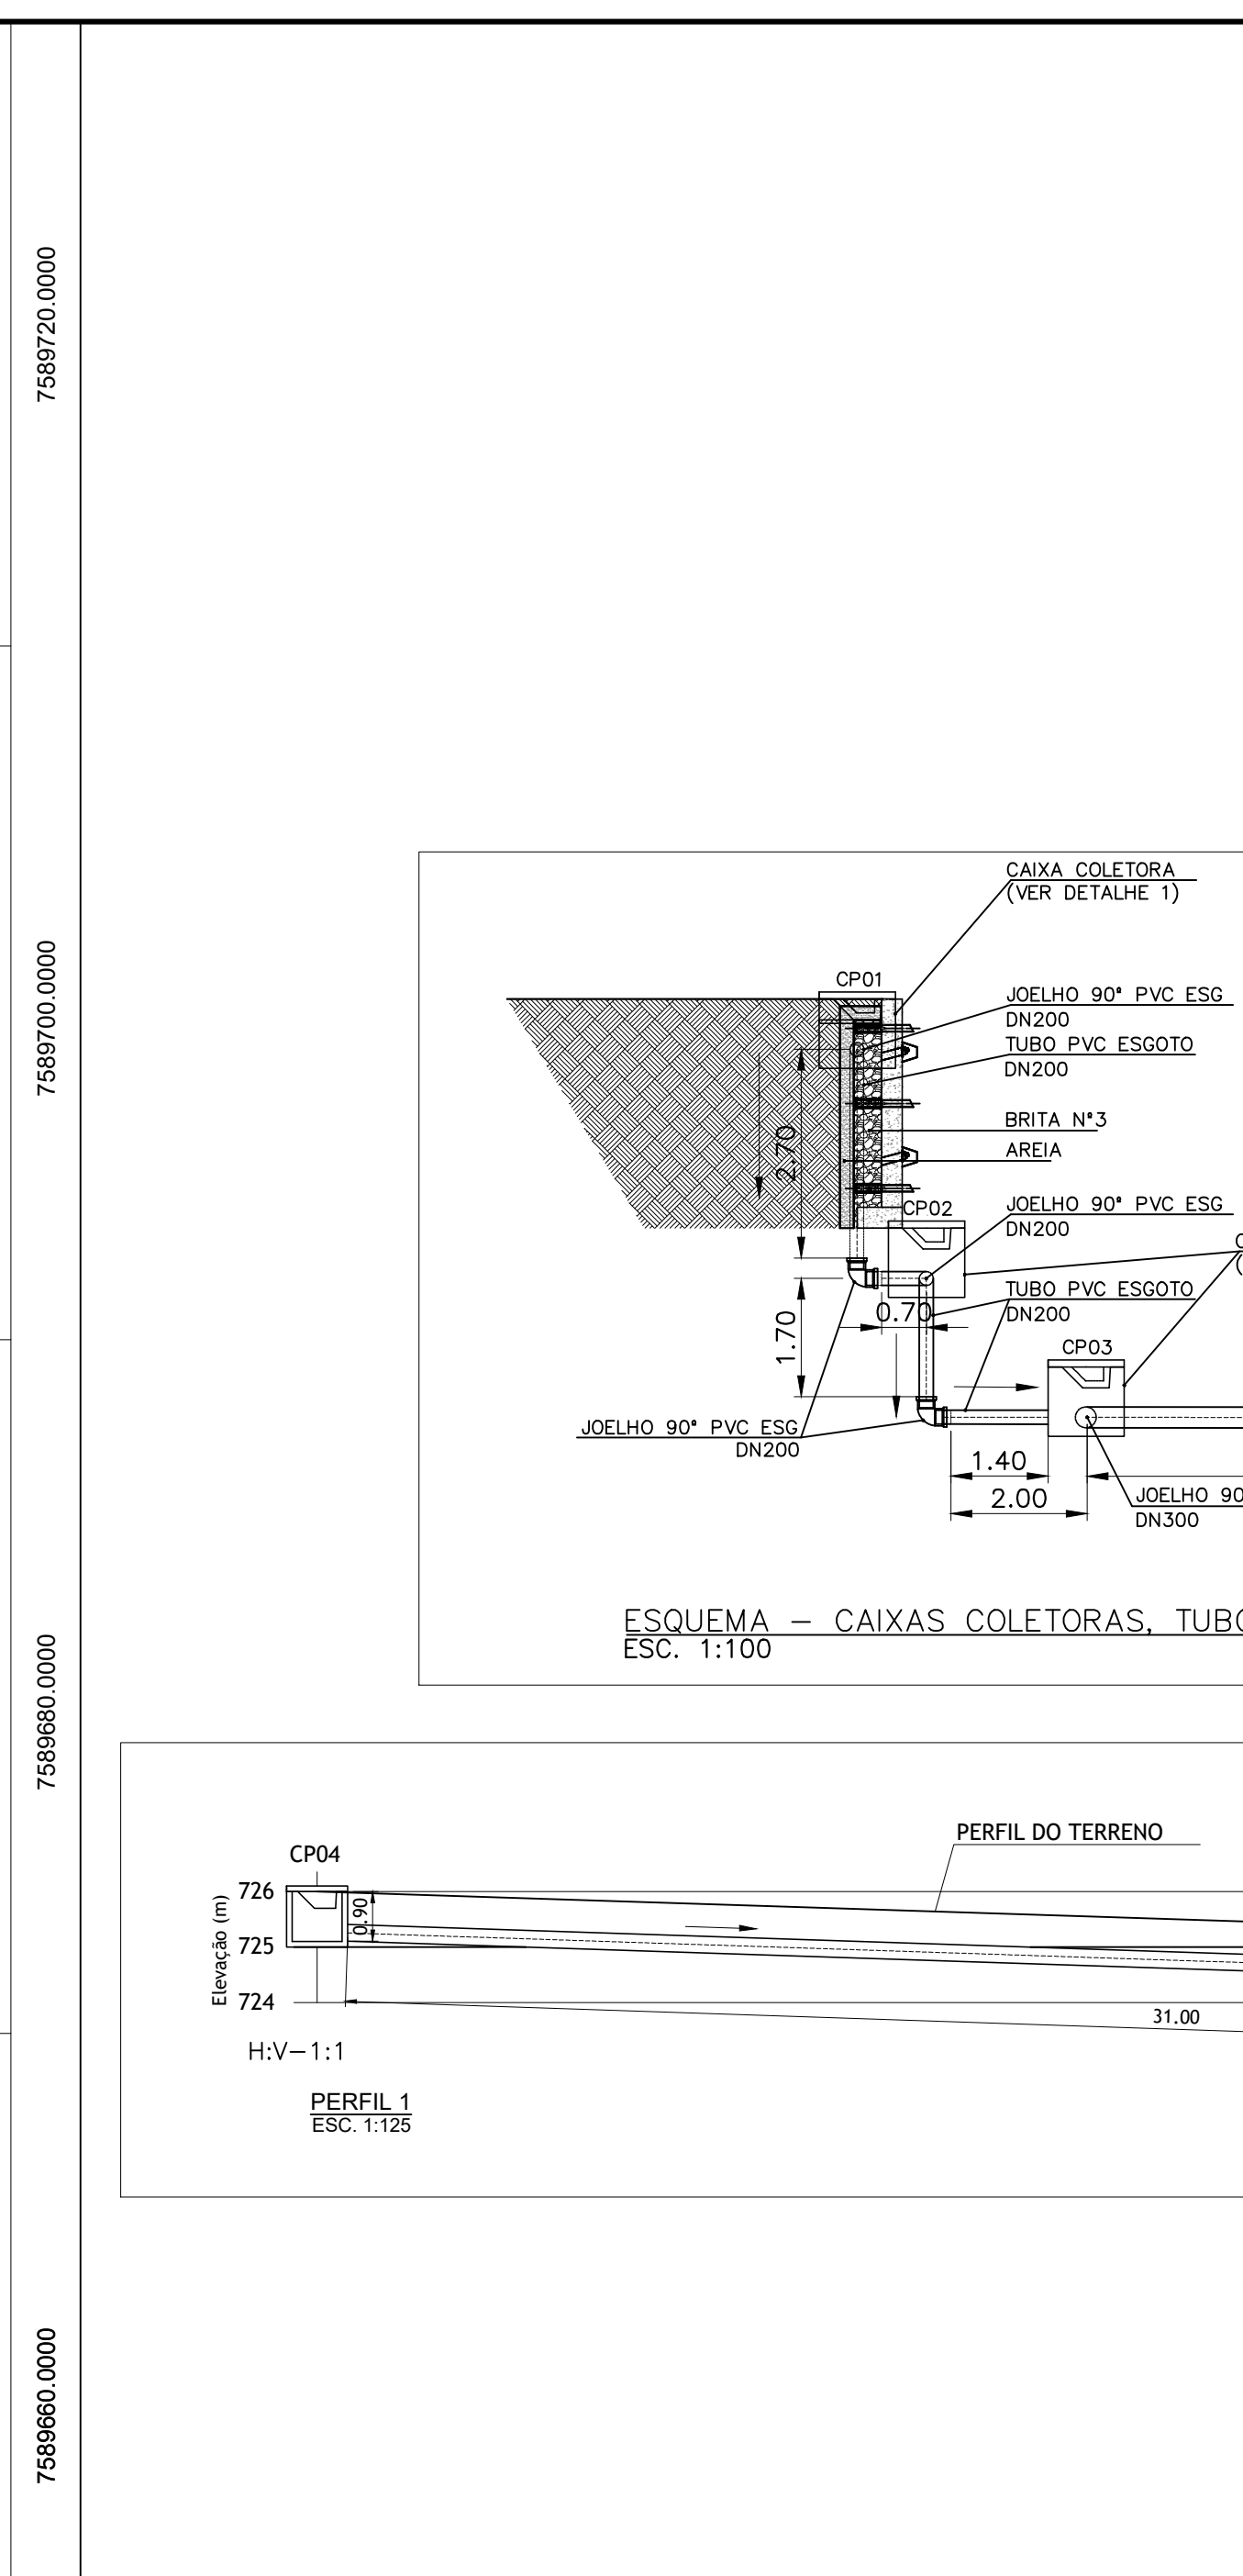 7589720.0000
7589700.0000
7589680.0000
7589660.0000
CAIXA COLETORA
(VER DETALHE 1)
CP01
JOELHO 90° PVC ESG
DN200
TUBO PVC ESGOTO
DN200
BRITA N°3
AREIA
2.70
CP02
JOELHO 90° PVC ESG
DN200
C
(
TUBO PVC ESGOTO
DN200
0.70
1.70
CP03
JOELHO 90° PVC ESG
DN200
1.40
2.00
JOELHO 90
DN300
ESQUEMA – CAIXAS COLETORAS, TUBO
ESC. 1:100
PERFIL DO TERRENO
CP04
726
725
724
Elevação (m)
0.90
31.00
H:V–1:1
PERFIL 1
ESC. 1:125